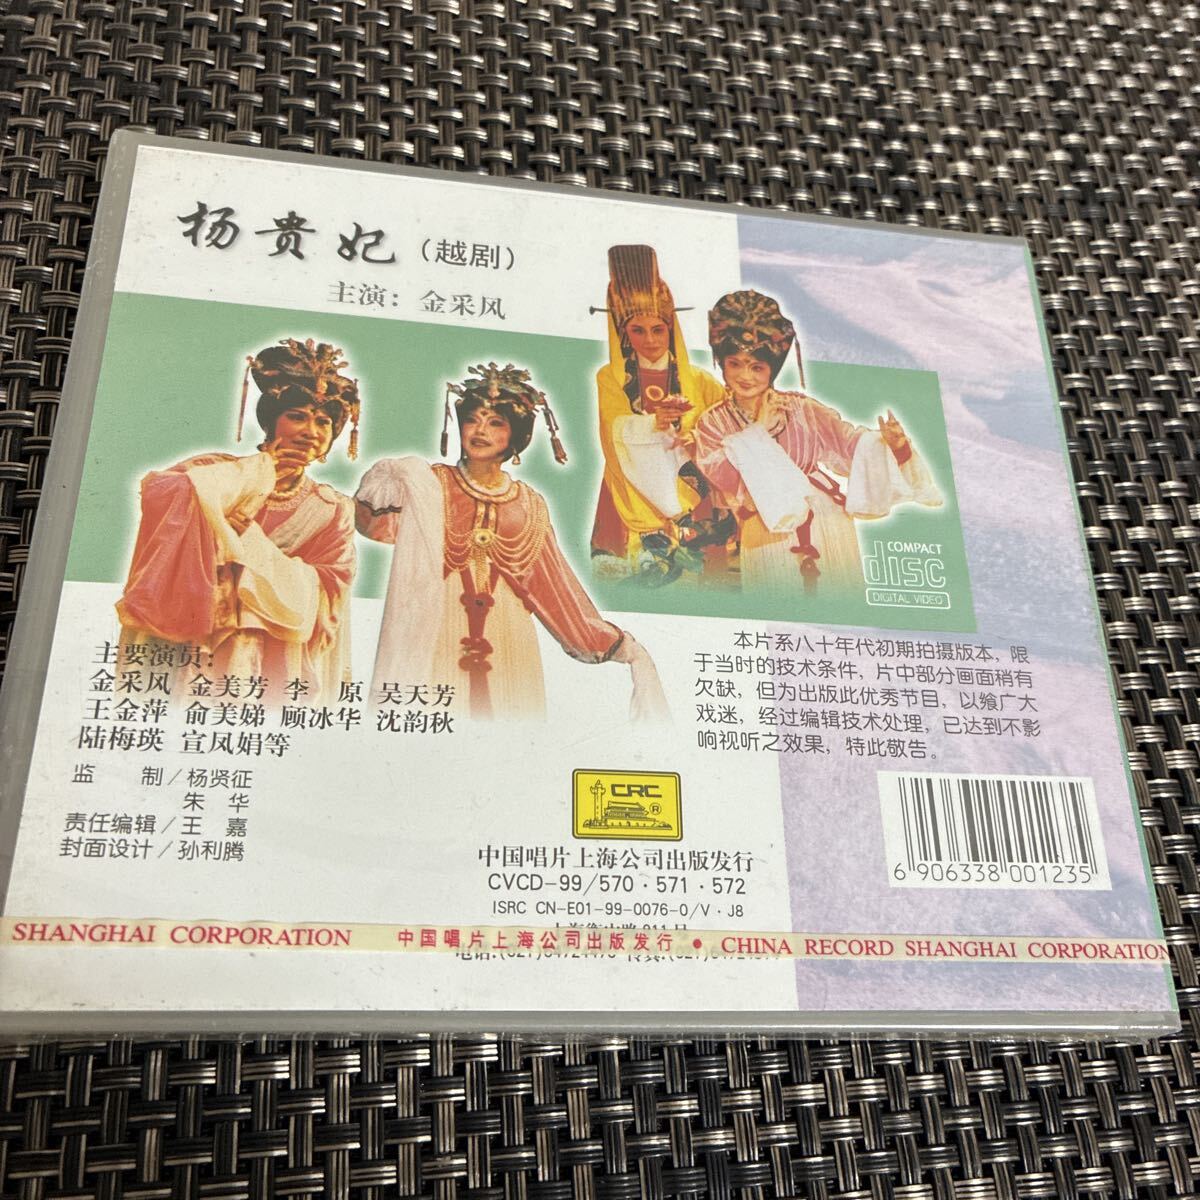 杨贵妃（越剧）
主演：金采风
COMPACT
disc
DIGITAL VIDEO
主要演员：
金采风 金美芳 李 原 吴天芳
王金萍 俞美娣 顾冰华 沈韵秋
陆梅瑛 宣凤娟等
监 制/杨贤征
朱 华
责任编辑/王 嘉
封面设计/孙利腾
本片系八十年代初期拍摄版本，限
于当时的技术条件，片中部分画面稍有
欠缺，但为出版此优秀节目，以飨广大
戏迷，经过编辑技术处理，已达到不影
响视听之效果，特此敬告。
CRC
®
中国唱片上海公司出版发行
CVCD-99/570·571·572
ISRC CN-E01-99-0076-0/V·J8
6 906338 001235
SHANGHAI CORPORATION 中国唱片上海公司出版发行 ● CHINA RECORD SHANGHAI CORPORATION